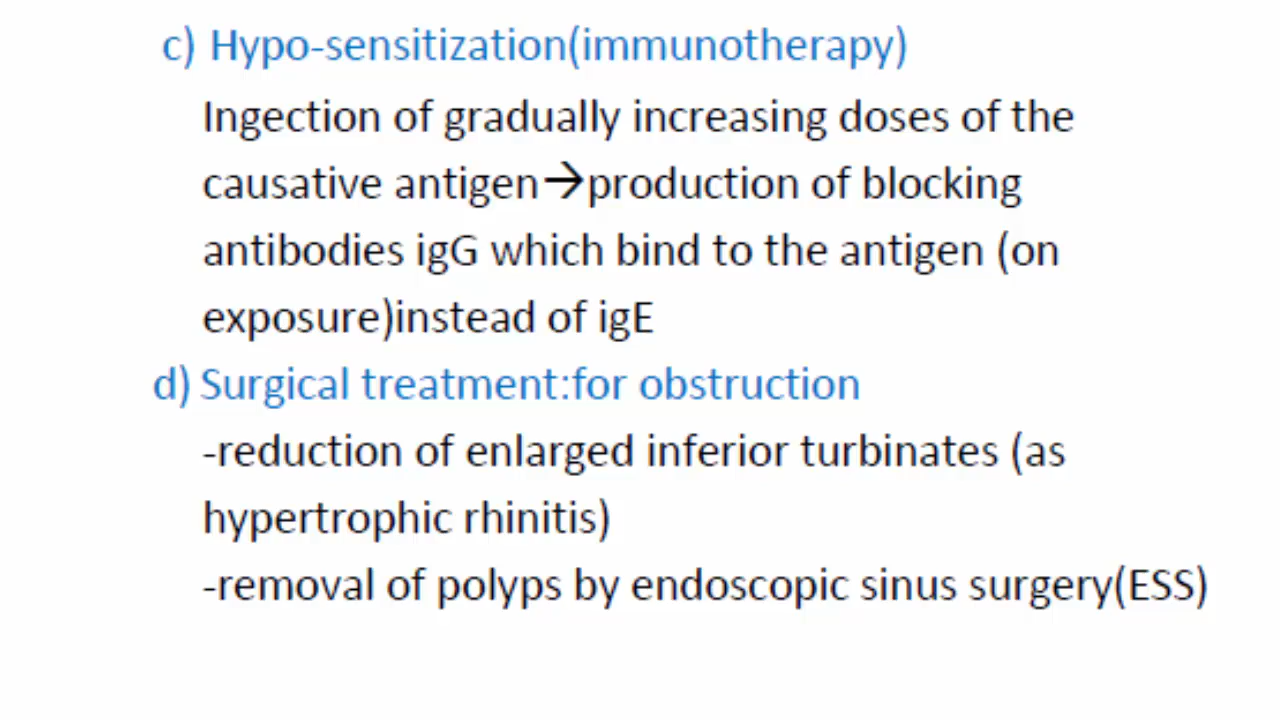 c) Hypo-sensitization(immunotherapy)
Ingection of gradually increasing doses of the
causative antigen→production of blocking
antibodies igG which bind to the antigen (on
exposure)instead of igE
d) Surgical treatment:for obstruction
-reduction of enlarged inferior turbinates (as
hypertrophic rhinitis)
-removal of polyps by endoscopic sinus surgery(ESS)